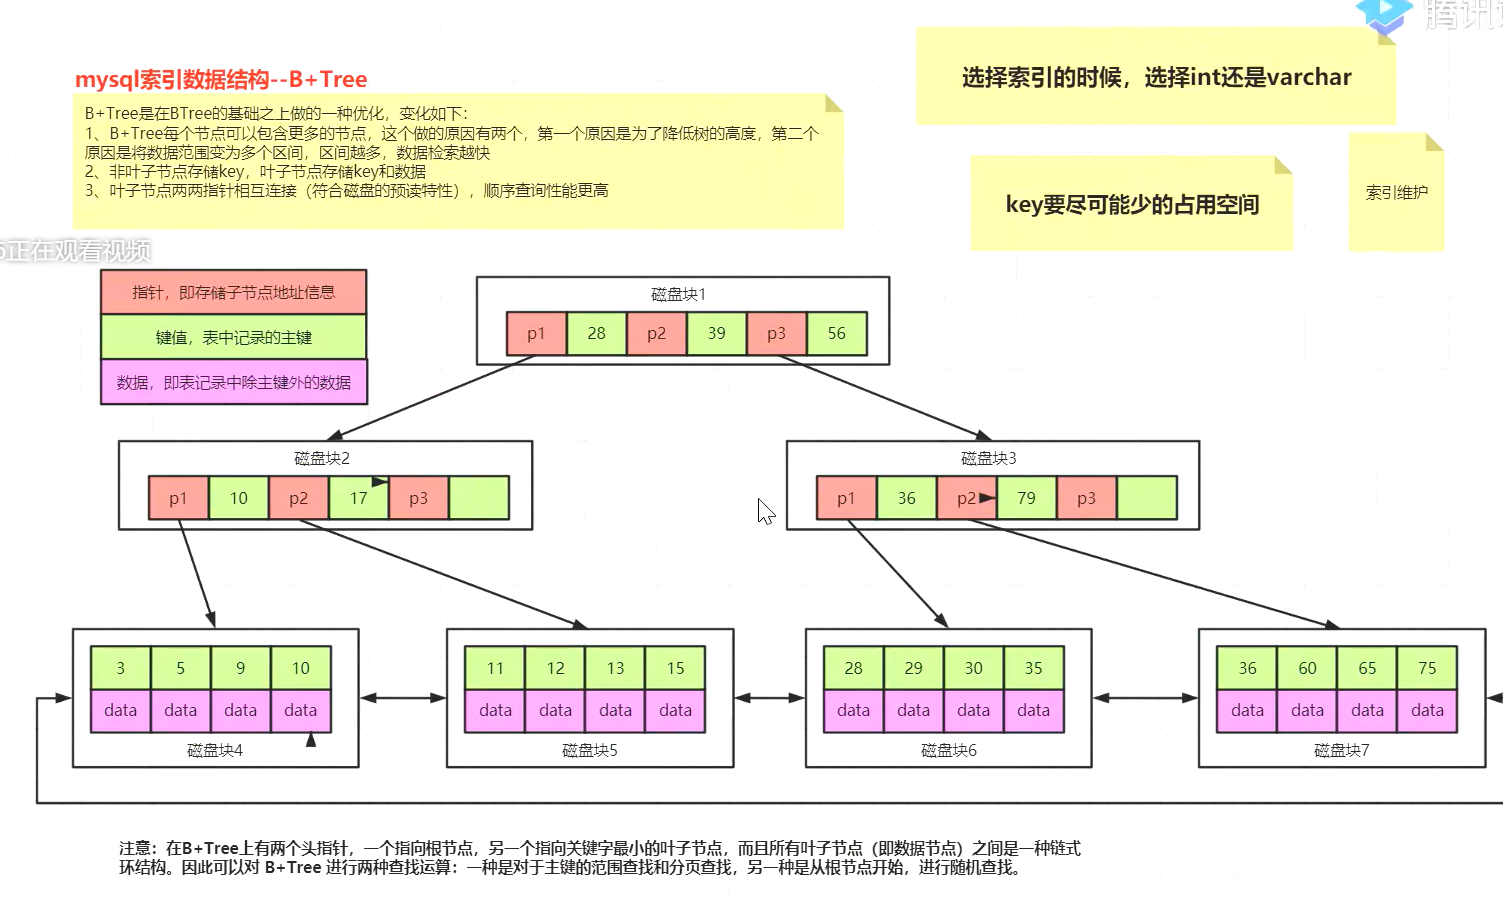 腾讯
mysql索引数据结构--B+Tree
选择索引的时候，选择int还是varchar
B+Tree是在BTree的基础之上做的一种优化，变化如下：
1、B+Tree每个节点可以包含更多的节点，这个做的原因有两个，第一个原因是为了降低树的高度，第二个
原因是将数据范围变为多个区间，区间越多，数据检索越快
2、非叶子节点存储key，叶子节点存储key和数据
3、叶子节点两两指针相互连接（符合磁盘的预读特性），顺序查询性能更高
key要尽可能少的占用空间
索引维护
正在观看视频
指针，即存储子节点地址信息
键值，表中记录的主键
数据，即表记录中除主键外的数据
磁盘块1
p1 28 p2 39 p3 56
磁盘块2
p1 10 p2 17 p3
磁盘块3
p1 36 p2 79 p3
3 5 9 10
data data data data
磁盘块4
11 12 13 15
data data data data
磁盘块5
28 29 30 35
data data data data
磁盘块6
36 60 65 75
data data data data
磁盘块7
注意：在B+Tree上有两个头指针，一个指向根节点，另一个指向关键字最小的叶子节点，而且所有叶子节点（即数据节点）之间是一种链式
环结构。因此可以对 B+Tree 进行两种查找运算：一种是对于主键的范围查找和分页查找，另一种是从根节点开始，进行随机查找。